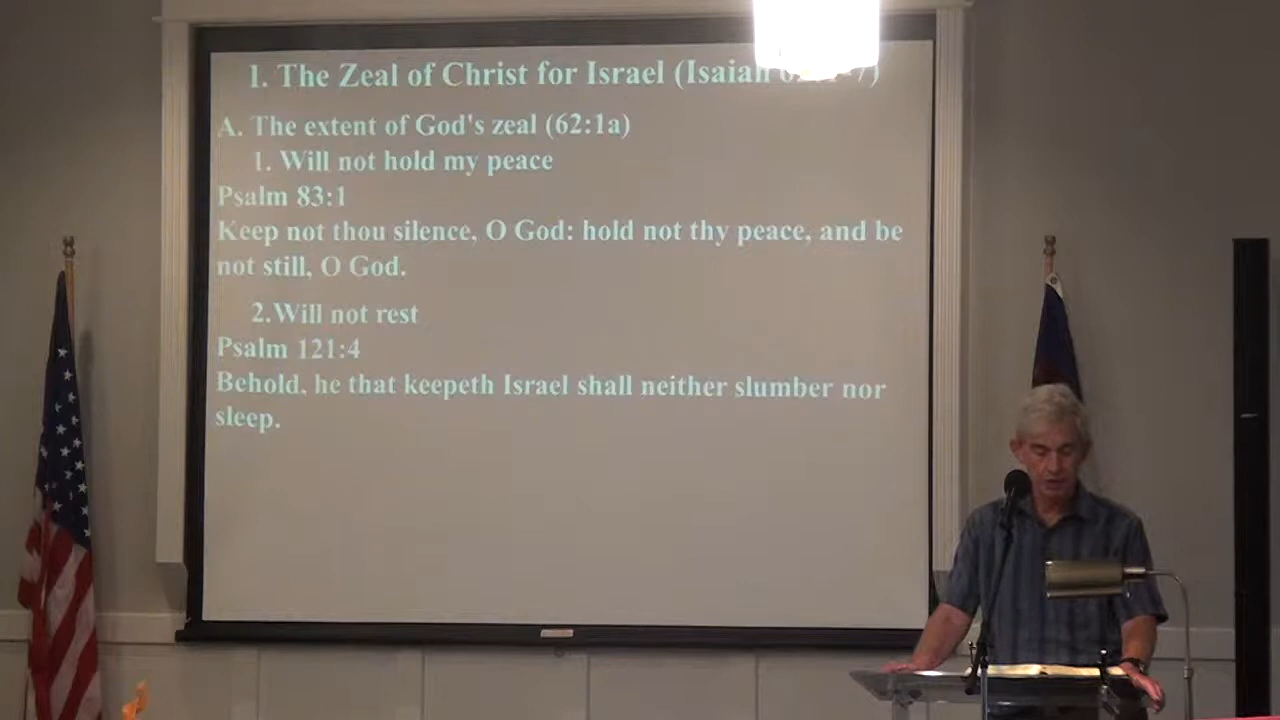 I. The Zeal of Christ for Israel (Isaiah 7)
A. The extent of God's zeal (62:1a)
1. Will not hold my peace
Psalm 83:1
Keep not thou silence, O God: hold not thy peace, and be
not still, O God.
2.Will not rest
Psalm 121:4
Behold, he that keepeth Israel shall neither slumber nor
sleep.